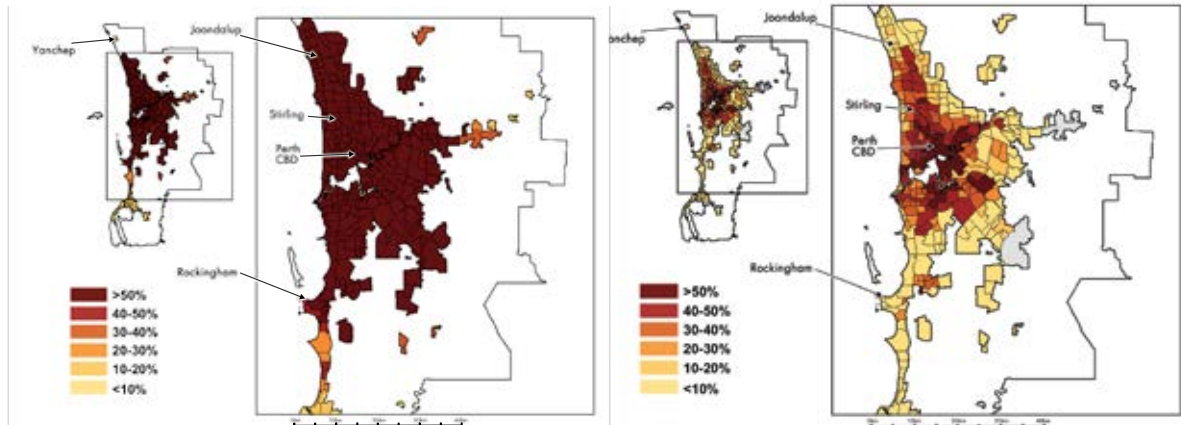 Joondalup
Yanchep
Stirling
Perth
CBD
Rockingham
>50%
40-50%
30-40%
20-30%
10-20%
<10%
Joondalup
onchep
Stirling
Perth
CBD
Rockingham
>50%
40-50%
30-40%
20-30%
10-20%
<10%